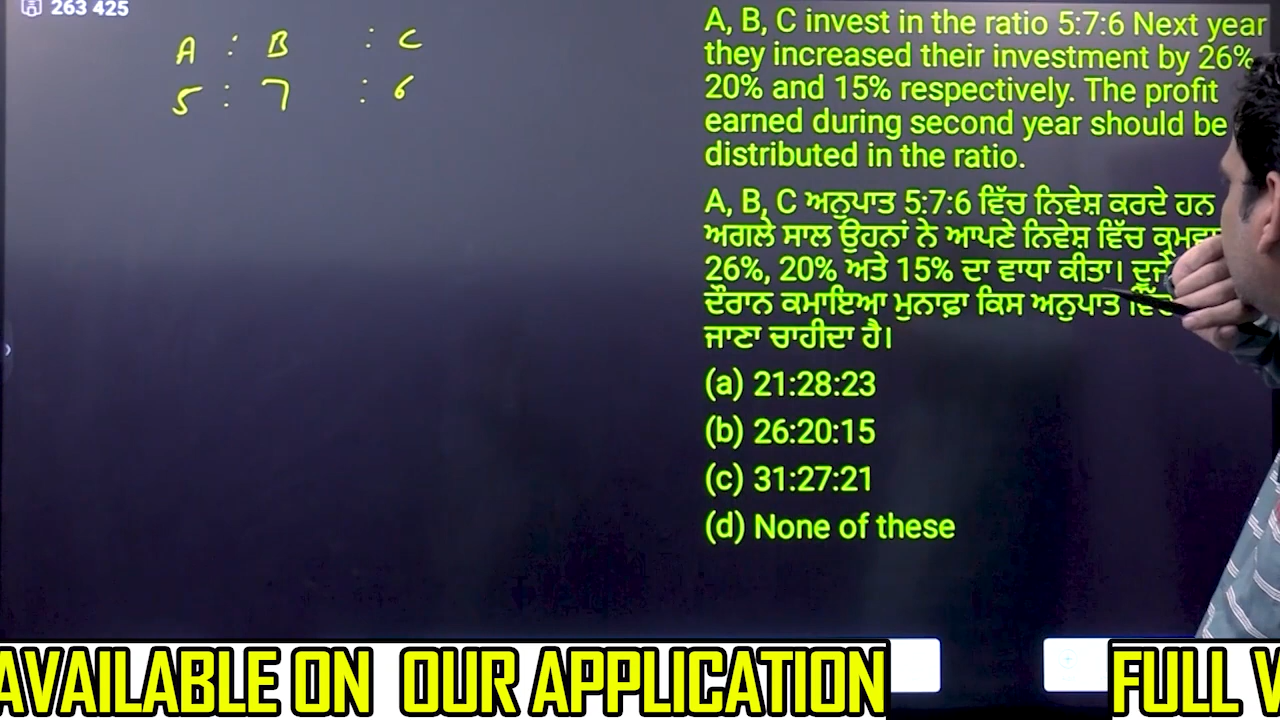 263 425
A : B : C
5 : 7 : 6
A, B, C invest in the ratio 5:7:6 Next year
they increased their investment by 26%
20% and 15% respectively. The profit
earned during second year should be
distributed in the ratio.
A, B, C ਅਨੁਪਾਤ 5:7:6 ਵਿੱਚ ਨਿਵੇਸ਼ ਕਰਦੇ ਹਨ
ਅਗਲੇ ਸਾਲ ਉਹਨਾਂ ਨੇ ਆਪਣੇ ਨਿਵੇਸ਼ ਵਿੱਚ
26%, 20% ਅਤੇ 15% ਦਾ ਵਾਧਾ ਕੀਤਾ।
ਦੌਰਾਨ ਕਮਾਇਆ ਮੁਨਾਫ਼ਾ ਕਿਸ ਅਨੁਪਾਤ
ਜਾਣਾ ਚਾਹੀਦਾ ਹੈ।
(a) 21:28:23
(b) 26:20:15
(c) 31:27:21
(d) None of these
AVAILABLE ON OUR APPLICATION FULL